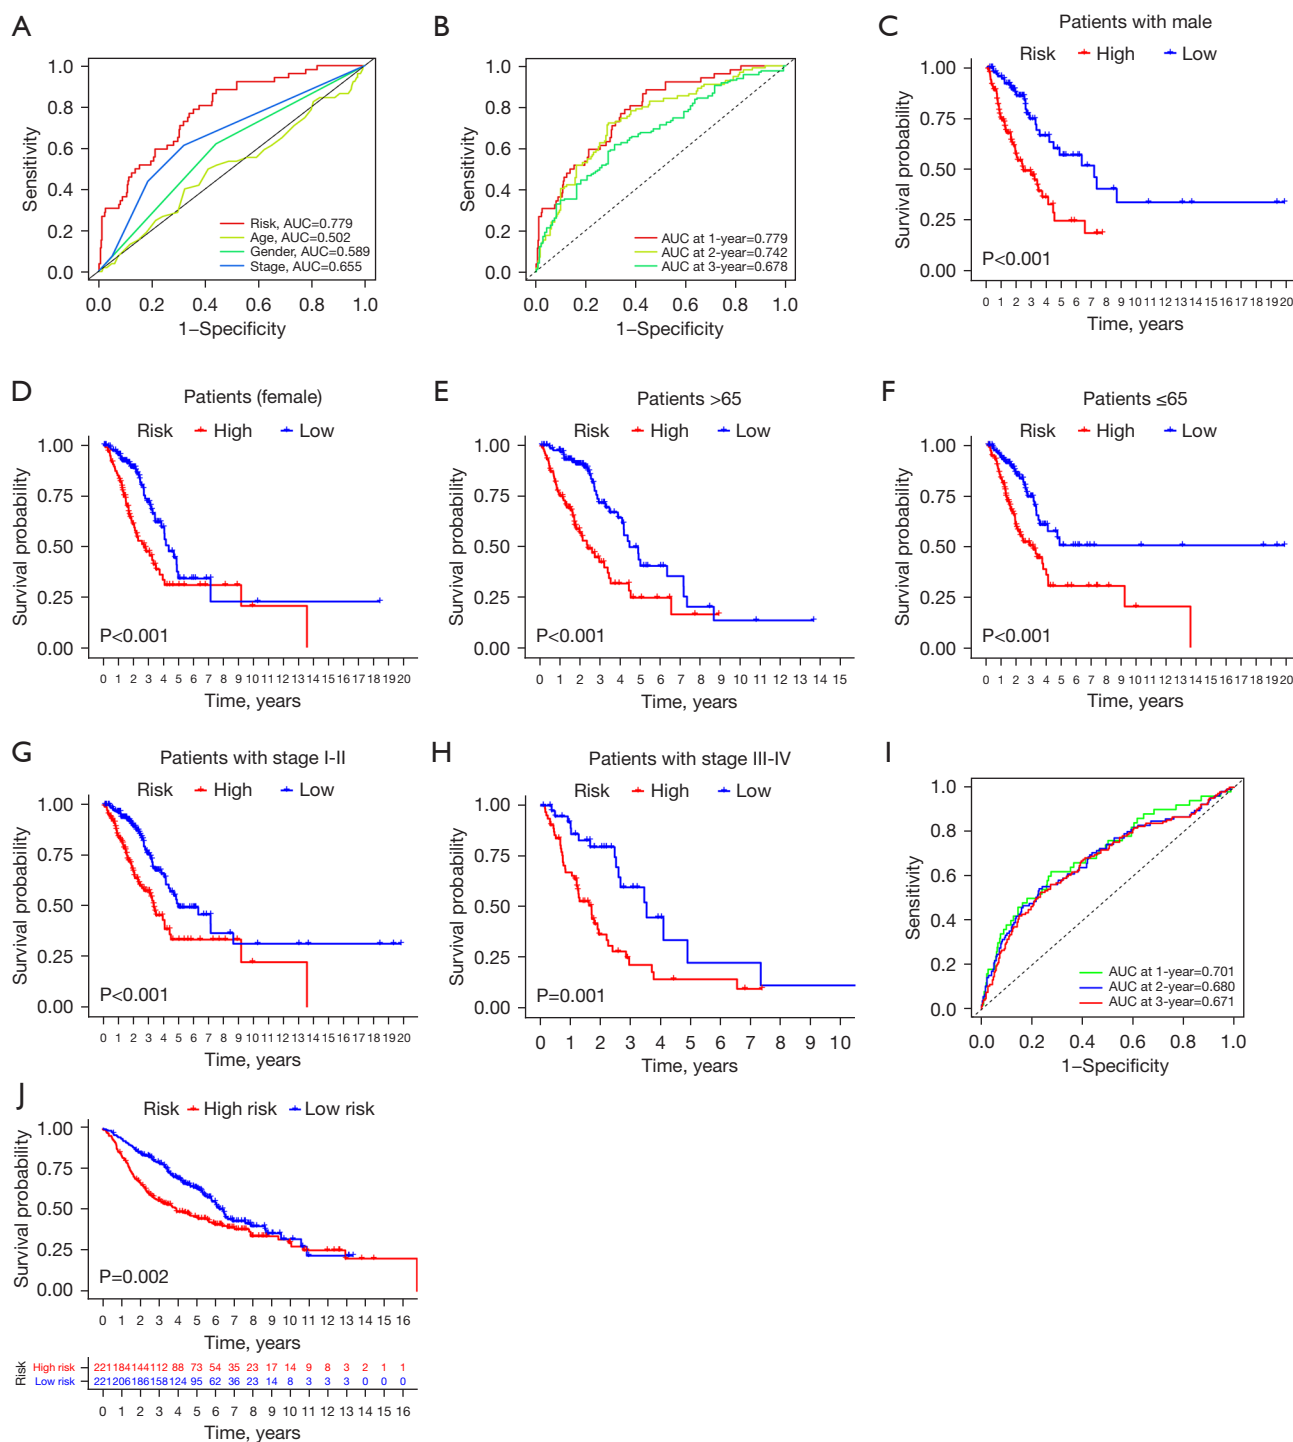 A
1.0
0.8
0.6
0.4
0.2
0.0
Sensitivity
Risk, AUC=0.779
Age, AUC=0.502
Gender, AUC=0.589
Stage, AUC=0.655
0.0 0.2 0.4 0.6 0.8 1.0
1–Specificity
B
1.0
0.8
0.6
0.4
0.2
0.0
Sensitivity
AUC at 1-year=0.779
AUC at 2-year=0.742
AUC at 3-year=0.678
0.0 0.2 0.4 0.6 0.8 1.0
1–Specificity
C
Patients with male
Risk High Low
1.00
0.75
0.50
0.25
0.00
Survival probability
P<0.001
0 1 2 3 4 5 6 7 8 9 10 11 12 13 14 15 16 17 18 19 20
Time, years
D
Patients (female)
Risk High Low
1.00
0.75
0.50
0.25
0.00
Survival probability
P<0.001
0 1 2 3 4 5 6 7 8 9 10 11 12 13 14 15 16 17 18 19 20
Time, years
E
Patients >65
Risk High Low
1.00
0.75
0.50
0.25
0.00
Survival probability
P<0.001
0 1 2 3 4 5 6 7 8 9 10 11 12 13 14 15
Time, years
F
Patients ≤65
Risk High Low
1.00
0.75
0.50
0.25
0.00
Survival probability
P<0.001
0 1 2 3 4 5 6 7 8 9 10 11 12 13 14 15 16 17 18 19 20
Time, years
G
Patients with stage I-II
Risk High Low
1.00
0.75
0.50
0.25
0.00
Survival probability
P<0.001
0 1 2 3 4 5 6 7 8 9 10 11 12 13 14 15 16 17 18 19 20
Time, years
H
Patients with stage III-IV
Risk High Low
1.00
0.75
0.50
0.25
0.00
Survival probability
P=0.001
0 1 2 3 4 5 6 7 8 9 10
Time, years
I
1.0
0.8
0.6
0.4
0.2
0.0
Sensitivity
AUC at 1-year=0.701
AUC at 2-year=0.680
AUC at 3-year=0.671
0.0 0.2 0.4 0.6 0.8 1.0
1–Specificity
J
Risk High risk Low risk
1.00
0.75
0.50
0.25
0.00
Survival probability
P=0.002
0 1 2 3 4 5 6 7 8 9 10 11 12 13 14 15 16
Time, years
Risk
High risk 221 184 144 112 88 73 54 35 23 17 14 9 8 3 2 1 1
Low risk 221 206 186 158 124 95 62 36 23 14 8 3 3 3 0 0 0
0 1 2 3 4 5 6 7 8 9 10 11 12 13 14 15 16
Time, years